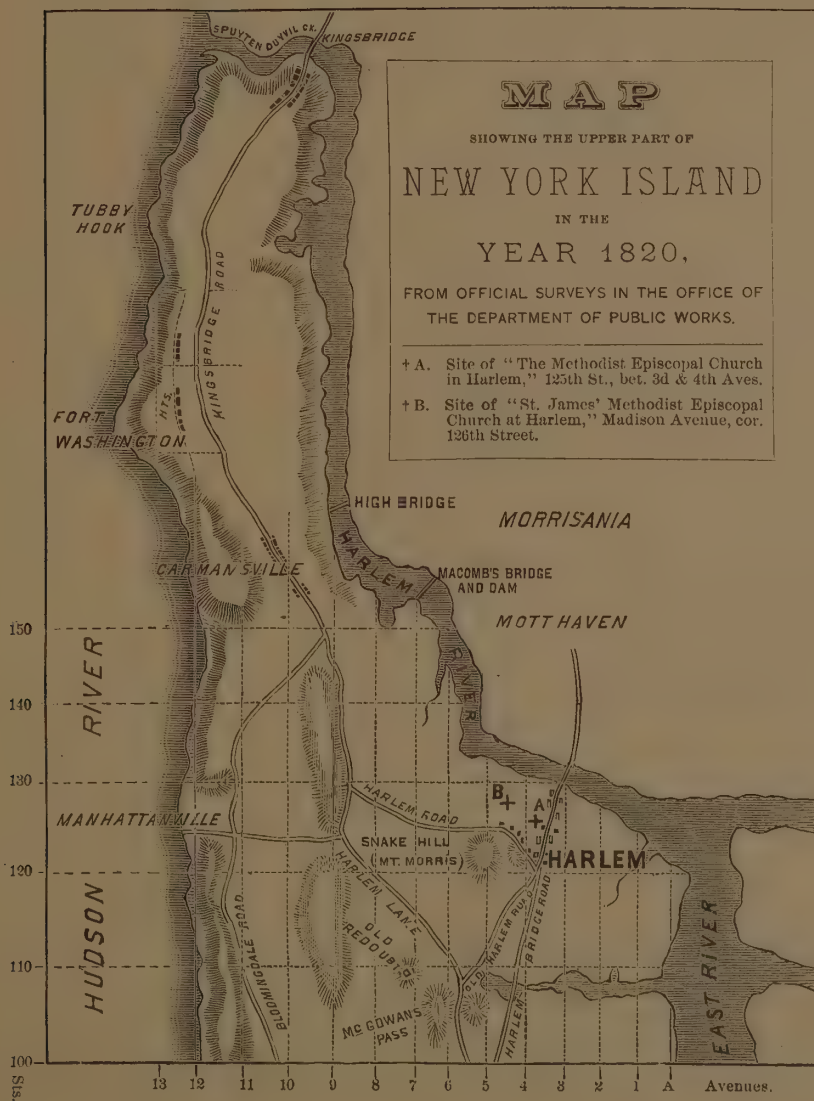 SPUYTEN DUYVIL CK.
KINGSBRIDGE
MAP
SHOWING THE UPPER PART OF
NEW YORK ISLAND
IN THE
YEAR 1820,
FROM OFFICIAL SURVEYS IN THE OFFICE OF
THE DEPARTMENT OF PUBLIC WORKS.
† A. Site of "The Methodist Episcopal Church
in Harlem," 125th St., bet. 3d & 4th Aves.
† B. Site of "St. James' Methodist Episcopal
Church at Harlem," Madison Avenue, cor.
126th Street.
TUBBY
HOOK
KINGSBRIDGE ROAD
HTS.
FORT
WASHINGTON
HIGH BRIDGE
MORRISANIA
HARLEM
RIVER
CARMANSVILLE
MACOMB'S BRIDGE
AND DAM
MOTTHAVEN
150
140
130
120
110
100
Sts.
HUDSON
RIVER
MANHATTANVILLE
HARLEM ROAD
B
A
SNAKE HILL
(MT. MORRIS)
HARLEM
HARLEM LANE
OLD
REDOUBT
OLD HARLEM ROAD
HARLEM BRIDGE ROAD
BLOOMINGDALE ROAD
McGOWANS
PASS
EAST RIVER
13 12 11 10 9 8 7 6 5 4 3 2 1 A Avenues.